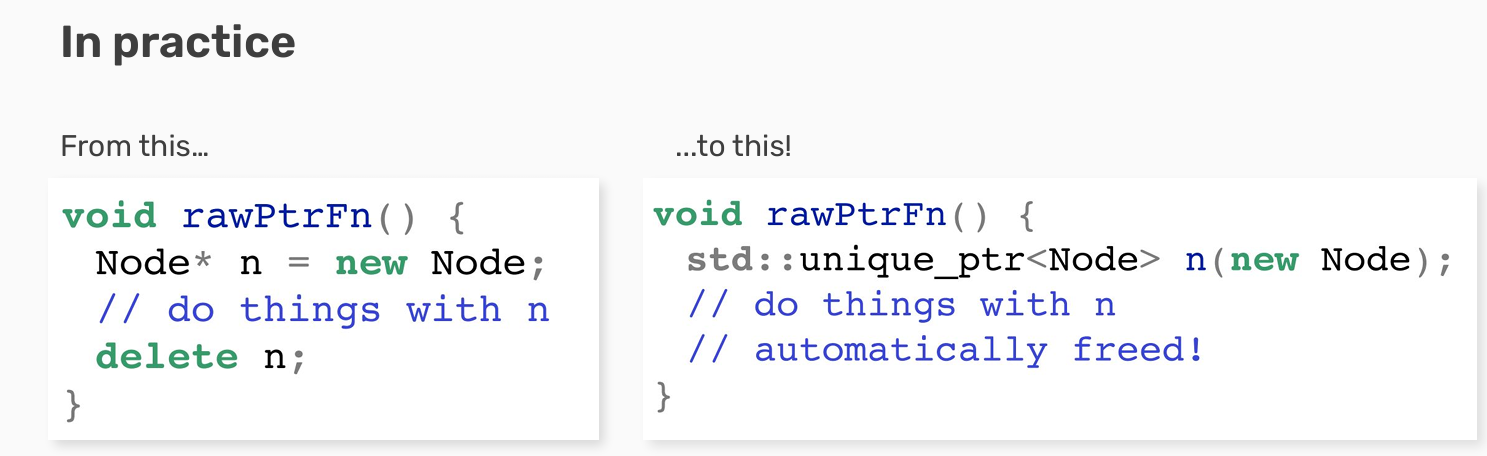 In practice
From this…
void rawPtrFn() {
Node* n = new Node;
// do things with n
delete n;
}
...to this!
void rawPtrFn() {
std::unique_ptr<Node> n(new Node);
// do things with n
// automatically freed!
}